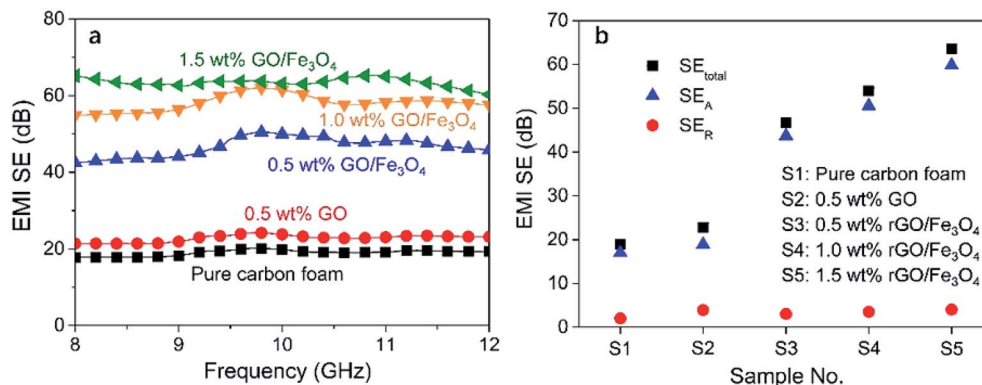 a
EMI SE (dB)
80
60
40
20
0
1.5 wt% GO/Fe₃O₄
1.0 wt% GO/Fe₃O₄
0.5 wt% GO/Fe₃O₄
0.5 wt% GO
Pure carbon foam
8 9 10 11 12
Frequency (GHz)
b
EMI SE (dB)
70
60
50
40
30
20
10
0
SE_total
SE_A
SE_R
S1: Pure carbon foam
S2: 0.5 wt% GO
S3: 0.5 wt% rGO/Fe₃O₄
S4: 1.0 wt% rGO/Fe₃O₄
S5: 1.5 wt% rGO/Fe₃O₄
S1 S2 S3 S4 S5
Sample No.